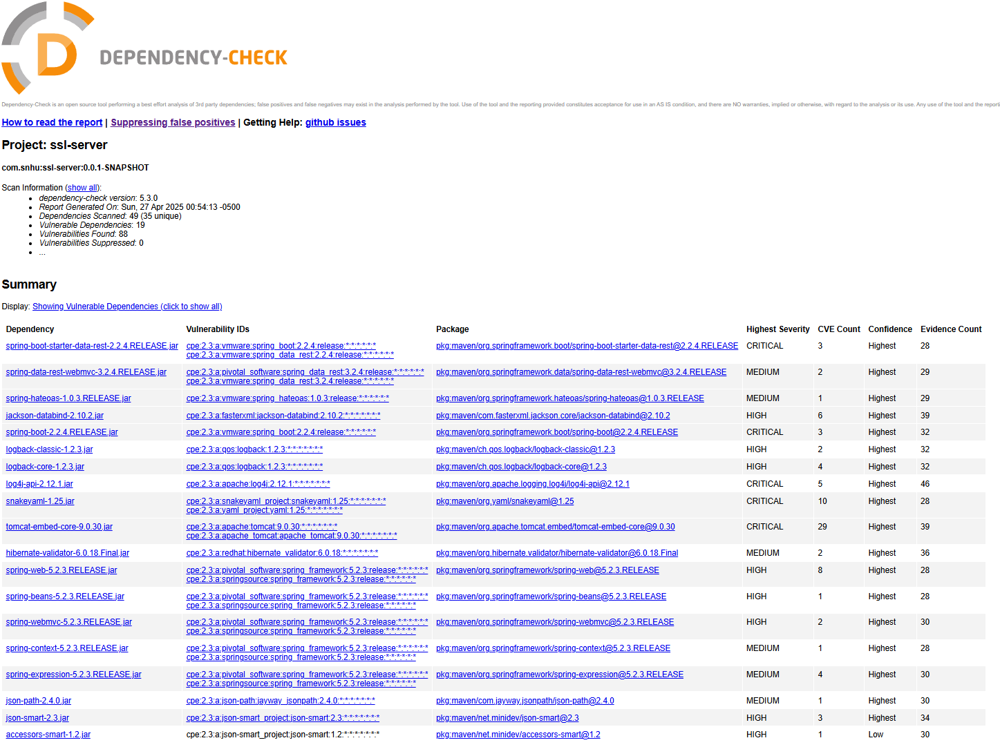 D DEPENDENCY-CHECK
Dependency-Check is an open source tool performing a best effort analysis of 3rd party dependencies; false positives and false negatives may exist in the analysis performed by the tool. Use of the tool and the reporting provided constitutes acceptance for use in an AS IS condition, and there are NO warranties, implied or otherwise, with regard to the analysis or its use. Any use of the tool and the reporti
How to read the report | Suppressing false positives | Getting Help: github issues
Project: ssl-server
com.snhu:ssl-server:0.0.1-SNAPSHOT
Scan Information (show all):
• dependency-check version: 5.3.0
• Report Generated On: Sun, 27 Apr 2025 00:54:13 -0500
• Dependencies Scanned: 49 (35 unique)
• Vulnerable Dependencies: 19
• Vulnerabilities Found: 88
• Vulnerabilities Suppressed: 0
• ...
Summary
Display: Showing Vulnerable Dependencies (click to show all)
Dependency Vulnerability IDs Package Highest Severity CVE Count Confidence Evidence Count
spring-boot-starter-data-rest-2.2.4.RELEASE.jar cpe:2.3:a:vmware:spring_boot:2.2.4:release:*:*:*:*:*:* pkg:maven/org.springframework.boot/spring-boot-starter-data-rest@2.2.4.RELEASE CRITICAL 3 Highest 28
cpe:2.3:a:vmware:spring_data_rest:2.2.4:release:*:*:*:*:*:*
spring-data-rest-webmvc-3.2.4.RELEASE.jar cpe:2.3:a:pivotal_software:spring_data_rest:3.2.4:release:*:*:*:*:*:* pkg:maven/org.springframework.data/spring-data-rest-webmvc@3.2.4.RELEASE MEDIUM 2 Highest 29
cpe:2.3:a:vmware:spring_data_rest:3.2.4:release:*:*:*:*:*:*
spring-hateoas-1.0.3.RELEASE.jar cpe:2.3:a:vmware:spring_hateoas:1.0.3:release:*:*:*:*:*:* pkg:maven/org.springframework.hateoas/spring-hateoas@1.0.3.RELEASE MEDIUM 1 Highest 29
jackson-databind-2.10.2.jar cpe:2.3:a:fasterxml:jackson-databind:2.10.2:*:*:*:*:*:*:* pkg:maven/com.fasterxml.jackson.core/jackson-databind@2.10.2 HIGH 6 Highest 39
spring-boot-2.2.4.RELEASE.jar cpe:2.3:a:vmware:spring_boot:2.2.4:release:*:*:*:*:*:* pkg:maven/org.springframework.boot/spring-boot@2.2.4.RELEASE CRITICAL 3 Highest 32
logback-classic-1.2.3.jar cpe:2.3:a:qos:logback:1.2.3:*:*:*:*:*:*:* pkg:maven/ch.qos.logback/logback-classic@1.2.3 HIGH 2 Highest 32
logback-core-1.2.3.jar cpe:2.3:a:qos:logback:1.2.3:*:*:*:*:*:*:* pkg:maven/ch.qos.logback/logback-core@1.2.3 HIGH 4 Highest 32
log4j-api-2.12.1.jar cpe:2.3:a:apache:log4j:2.12.1:*:*:*:*:*:*:* pkg:maven/org.apache.logging.log4j/log4j-api@2.12.1 CRITICAL 5 Highest 46
snakeyaml-1.25.jar cpe:2.3:a:snakeyaml_project:snakeyaml:1.25:*:*:*:*:*:*:* pkg:maven/org.yaml/snakeyaml@1.25 CRITICAL 10 Highest 28
cpe:2.3:a:yaml_project:yaml:1.25:*:*:*:*:*:*:*
tomcat-embed-core-9.0.30.jar cpe:2.3:a:apache:tomcat:9.0.30:*:*:*:*:*:*:* pkg:maven/org.apache.tomcat.embed/tomcat-embed-core@9.0.30 CRITICAL 29 Highest 39
cpe:2.3:a:apache_tomcat:apache_tomcat:9.0.30:*:*:*:*:*:*:*
hibernate-validator-6.0.18.Final.jar cpe:2.3:a:redhat:hibernate_validator:6.0.18:*:*:*:*:*:*:* pkg:maven/org.hibernate.validator/hibernate-validator@6.0.18.Final MEDIUM 2 Highest 36
spring-web-5.2.3.RELEASE.jar cpe:2.3:a:pivotal_software:spring_framework:5.2.3:release:*:*:*:*:*:* pkg:maven/org.springframework/spring-web@5.2.3.RELEASE HIGH 8 Highest 28
cpe:2.3:a:springsource:spring_framework:5.2.3:release:*:*:*:*:*:*
spring-beans-5.2.3.RELEASE.jar cpe:2.3:a:pivotal_software:spring_framework:5.2.3:release:*:*:*:*:*:* pkg:maven/org.springframework/spring-beans@5.2.3.RELEASE HIGH 1 Highest 28
cpe:2.3:a:springsource:spring_framework:5.2.3:release:*:*:*:*:*:*
spring-webmvc-5.2.3.RELEASE.jar cpe:2.3:a:pivotal_software:spring_framework:5.2.3:release:*:*:*:*:*:* pkg:maven/org.springframework/spring-webmvc@5.2.3.RELEASE HIGH 2 Highest 30
cpe:2.3:a:springsource:spring_framework:5.2.3:release:*:*:*:*:*:*
spring-context-5.2.3.RELEASE.jar cpe:2.3:a:pivotal_software:spring_framework:5.2.3:release:*:*:*:*:*:* pkg:maven/org.springframework/spring-context@5.2.3.RELEASE MEDIUM 1 Highest 28
cpe:2.3:a:springsource:spring_framework:5.2.3:release:*:*:*:*:*:*
spring-expression-5.2.3.RELEASE.jar cpe:2.3:a:pivotal_software:spring_framework:5.2.3:release:*:*:*:*:*:* pkg:maven/org.springframework/spring-expression@5.2.3.RELEASE MEDIUM 4 Highest 30
cpe:2.3:a:springsource:spring_framework:5.2.3:release:*:*:*:*:*:*
json-path-2.4.0.jar cpe:2.3:a:json-path:jayway_jsonpath:2.4.0:*:*:*:*:*:*:* pkg:maven/com.jayway.jsonpath/json-path@2.4.0 MEDIUM 1 Highest 30
json-smart-2.3.jar cpe:2.3:a:json-smart_project:json-smart:2.3:*:*:*:*:*:*:* pkg:maven/net.minidev/json-smart@2.3 HIGH 3 Highest 34
accessors-smart-1.2.jar cpe:2.3:a:json-smart_project:json-smart:1.2:*:*:*:*:*:*:* pkg:maven/net.minidev/accessors-smart@1.2 HIGH 1 Low 30